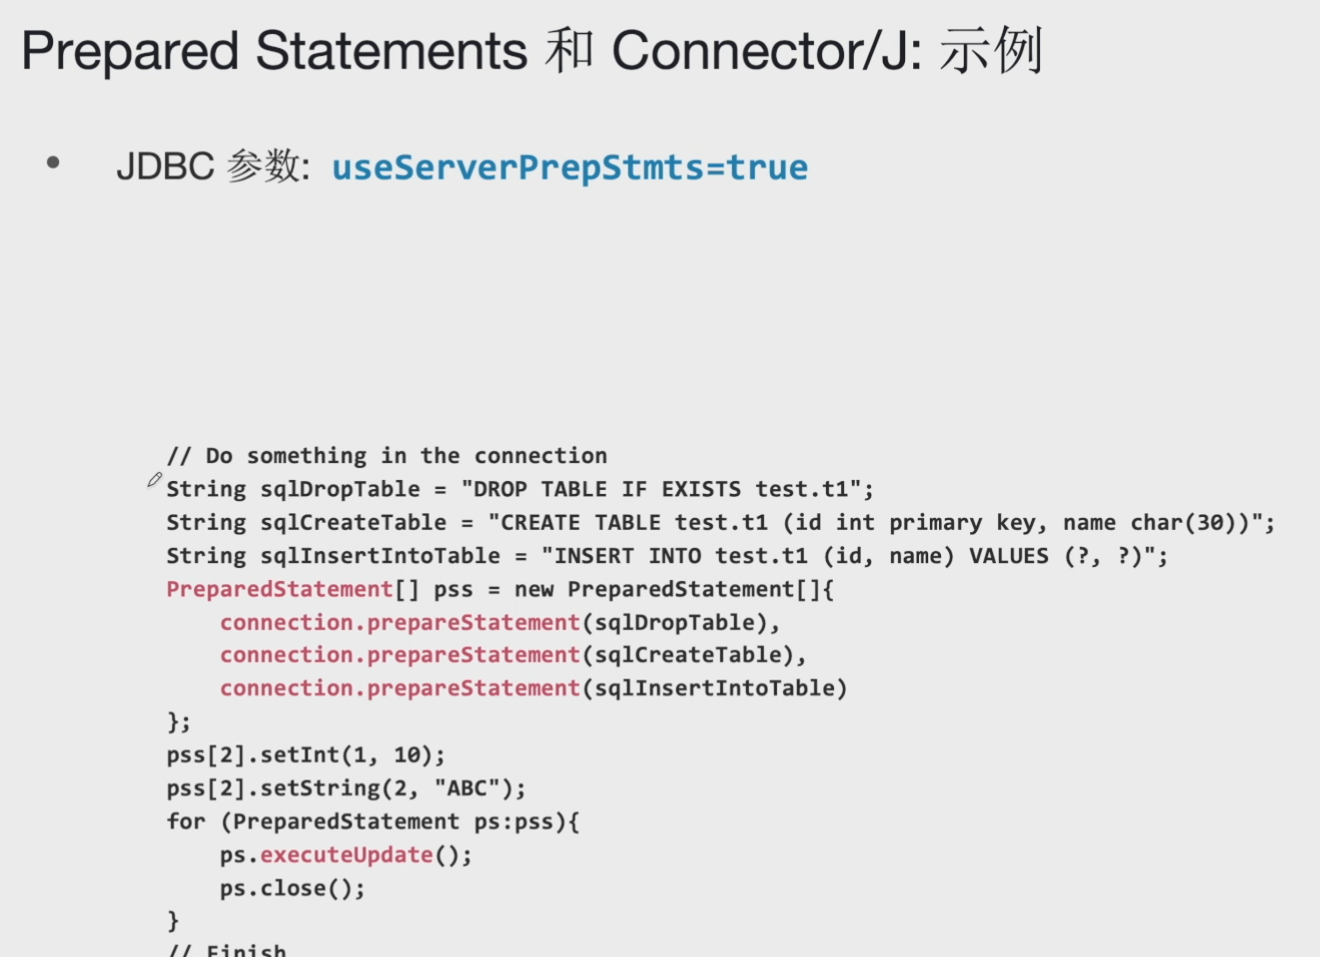 Prepared Statements 和 Connector/J: 示例
• JDBC 参数: useServerPrepStmts=true
// Do something in the connection
String sqlDropTable = "DROP TABLE IF EXISTS test.t1";
String sqlCreateTable = "CREATE TABLE test.t1 (id int primary key, name char(30))";
String sqlInsertIntoTable = "INSERT INTO test.t1 (id, name) VALUES (?, ?)";
PreparedStatement[] pss = new PreparedStatement[]{
    connection.prepareStatement(sqlDropTable),
    connection.prepareStatement(sqlCreateTable),
    connection.prepareStatement(sqlInsertIntoTable)
};
pss[2].setInt(1, 10);
pss[2].setString(2, "ABC");
for (PreparedStatement ps:pss){
    ps.executeUpdate();
    ps.close();
}
// Finish